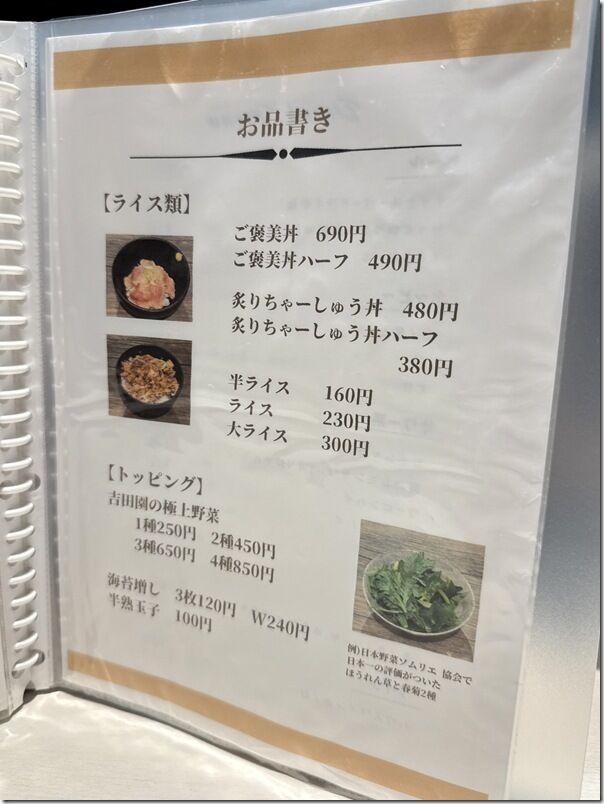 お品書き
【ライス類】
ご褒美丼 690円
ご褒美丼ハーフ 490円
炙りちゃーしゅう丼 480円
炙りちゃーしゅう丼ハーフ
380円
半ライス 160円
ライス 230円
大ライス 300円
【トッピング】
吉田園の極上野菜
1種250円 2種450円
3種650円 4種850円
海苔増し 3枚120円 W240円
半熟玉子 100円
例)日本野菜ソムリエ 協会で
日本一の評価がついた
ほうれん草と春菊2種